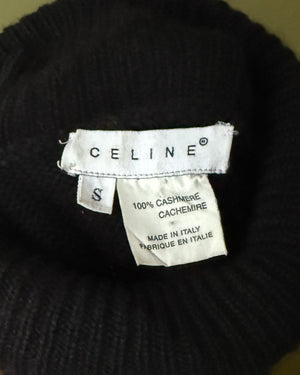 CELINE®
S
100% CASHMERE
CACHEMIRE
MADE IN ITALY
FABRIQUE EN ITALIE